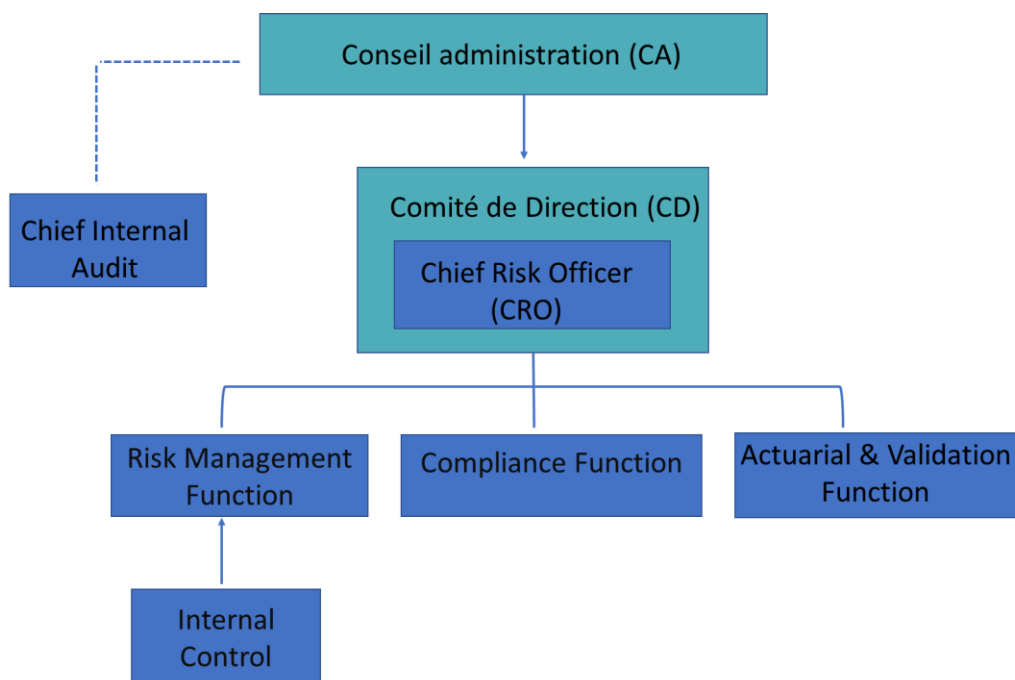 Conseil administration (CA)
Comité de Direction (CD)
Chief Internal
Audit
Chief Risk Officer
(CRO)
Risk Management
Function
Compliance Function
Actuarial & Validation
Function
Internal
Control